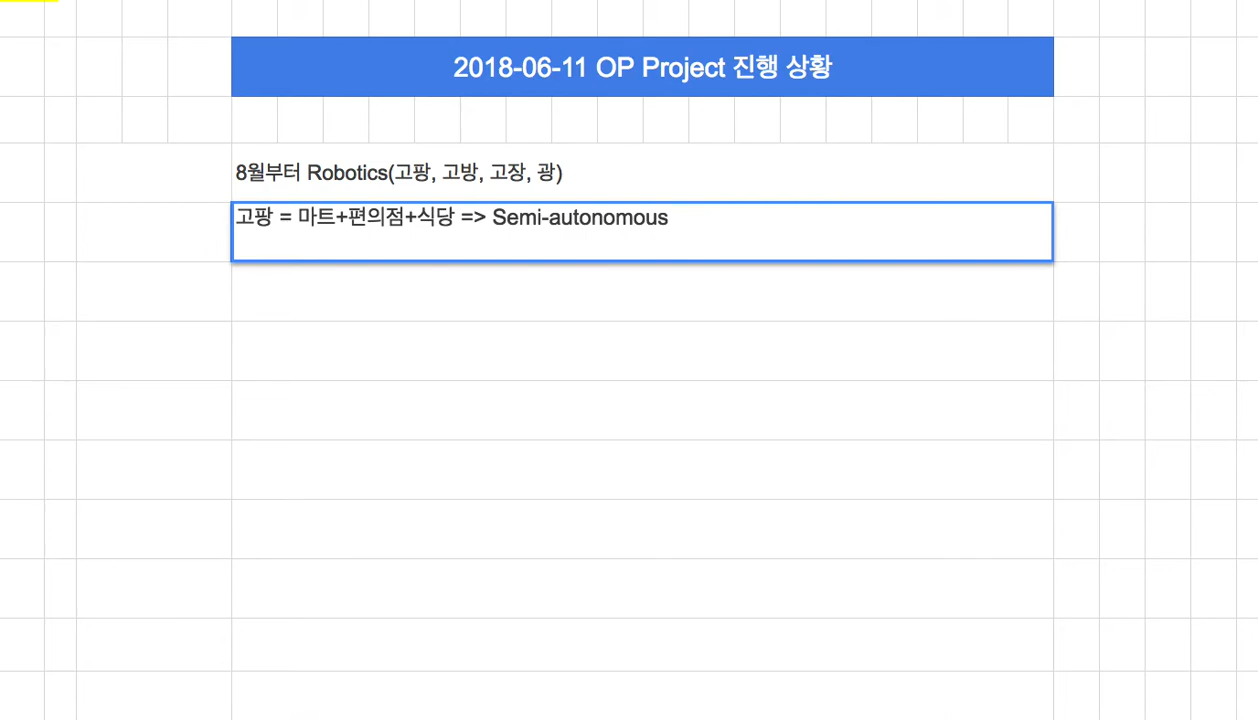 2018-06-11 OP Project 진행 상황
8월부터 Robotics(고팡, 고방, 고장, 광)
고팡 = 마트+편의점+식당 => Semi-autonomous